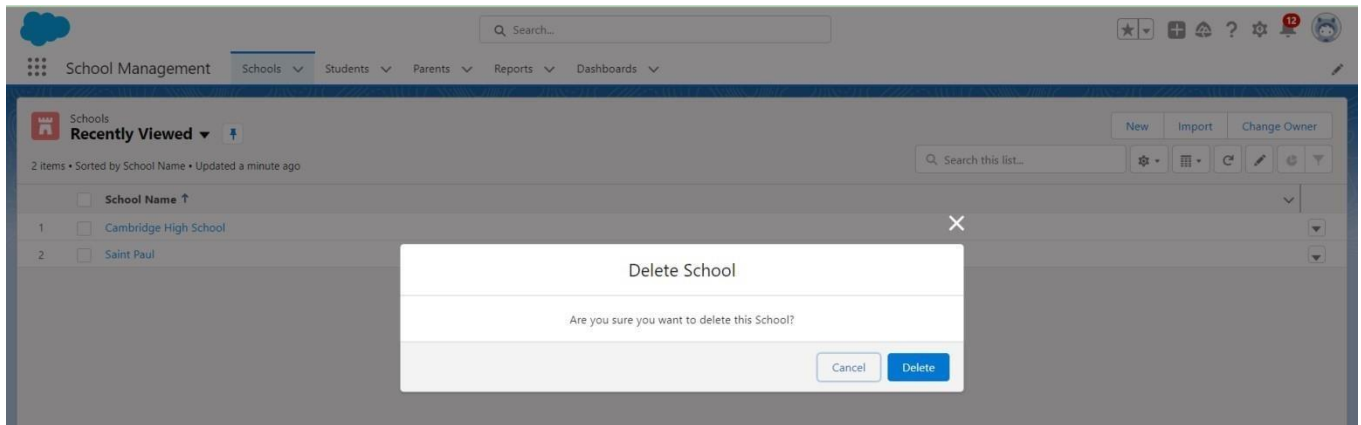 Search...
12
School Management Schools Students Parents Reports Dashboards
Schools
Recently Viewed
New Import Change Owner
2 items • Sorted by School Name • Updated a minute ago
Search this list...
School Name
1 Cambridge High School
2 Saint Paul
Delete School
Are you sure you want to delete this School?
Cancel Delete